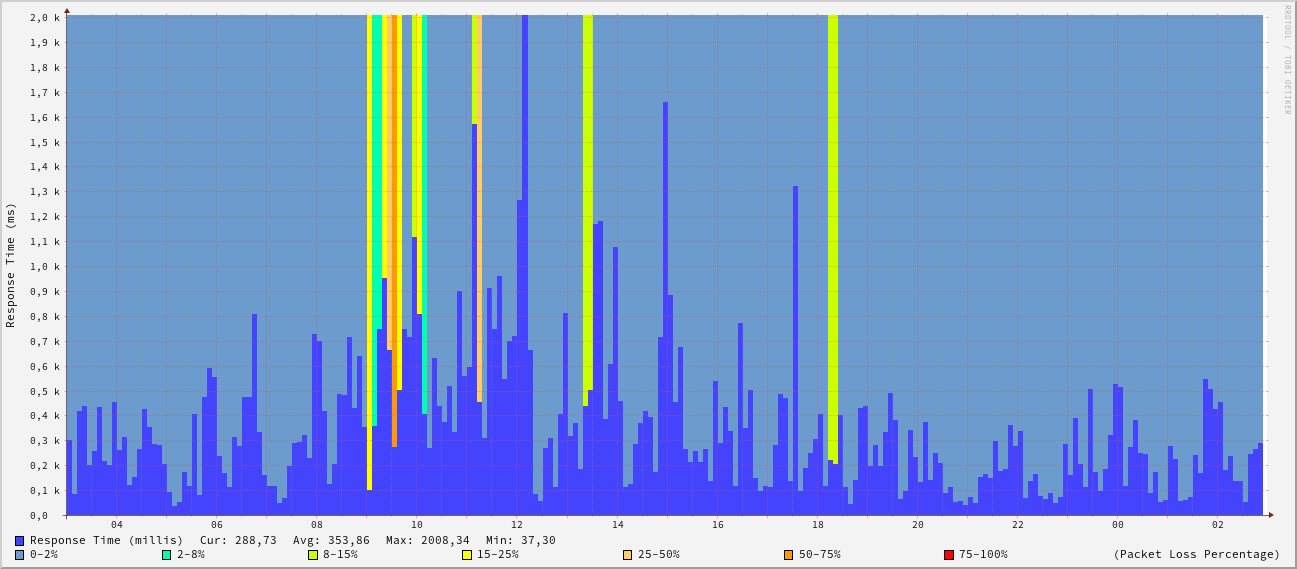 2,0 k
1,9 k
1,8 k
1,7 k
1,6 k
1,5 k
1,4 k
1,3 k
1,2 k
1,1 k
1,0 k
0,9 k
0,8 k
0,7 k
0,6 k
0,5 k
0,4 k
0,3 k
0,2 k
0,1 k
0,0
Response Time (ms)
RRDTOOL / TOBI OETIKER
04 06 08 10 12 14 16 18 20 22 00 02
Response Time (millis) Cur: 288,73 Avg: 353,86 Max: 2008,34 Min: 37,30
0-2% 2-8% 8-15% 15-25% 25-50% 50-75% 75-100% (Packet Loss Percentage)